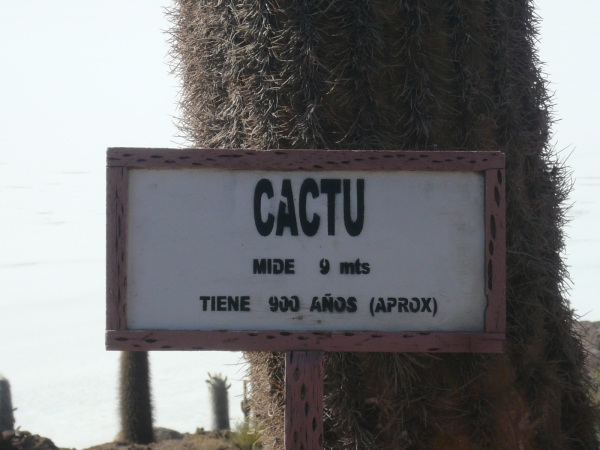 CACTU
MIDE 9 mts
TIENE 900 AÑOS (APROX)